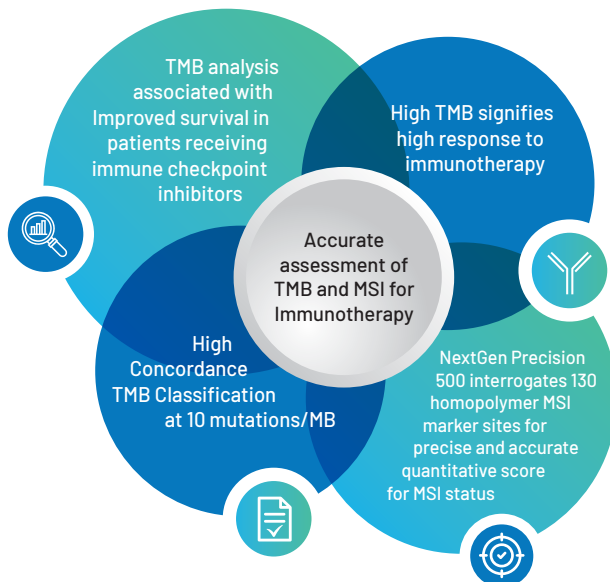 TMB analysis
associated with
Improved survival in
patients receiving
immune checkpoint
inhibitors
High TMB signifies
high response to
immunotherapy
Accurate
assessment of
TMB and MSI for
Immunotherapy
High
Concordance
TMB Classification
at 10 mutations/MB
NextGen Precision
500 interrogates 130
homopolymer MSI
marker sites for
precise and accurate
quantitative score
for MSI status